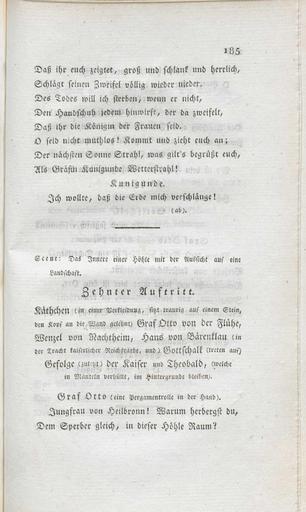 185
Daß ihr euch zeigtet, groß und schlank und herrlich,
Schlägt seinen Zweifel völlig wieder nieder.
Des Todes will ich sterben, wenn er nicht,
Den Handschuh jedem hinwirft, der da zweifelt,
Daß ihr die Königin der Frauen seid.
O seid nicht muthlos! Kommt und zieht euch an;
Der nächsten Sonne Strahl, was gilt's begrüßt euch,
Als Gräfin Kunigunde Wetterstrahl!
Kunigunde.
Ich wollte, daß die Erde mich verschlänge!
(ab).
Scene: Das Innere einer Höhle mit der Aussicht auf eine
Landschaft.
Zehnter Auftritt.
Käthchen (in einer Verkleidung, sitzt traurig auf einem Stein,
den Kopf an die Wand gelehnt) Graf Otto von der Flühe,
Wenzel von Nachtheim, Hans von Bärenklau (in
der Tracht kaiserlicher Reichsräthe, und) Gottschalk (treten auf)
Gefolge (zuletzt) der Kaiser und Theobald, (welche
in Mänteln verhüllt, im Hintergrunde bleiben).
Graf Otto (eine Pergamentrolle in der Hand).
Jungfrau von Heilbronn! Warum herbergst du,
Dem Sperber gleich, in dieser Höhle Raum?